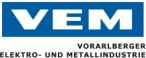 VEM
VORARLBERGER
ELEKTRO- UND METALLINDUSTRIE